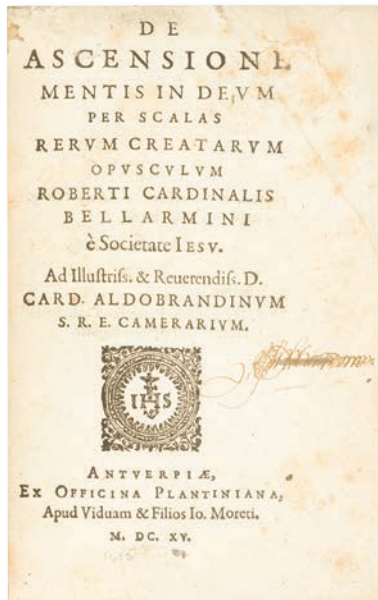 DE
ASCENSIONE
MENTIS IN DEVM
PER SCALAS
RERVM CREATARVM
OPVSCVLVM
ROBERTI CARDINALIS
BELLARMINI
è Societate IESV.
Ad Illustriss. & Reuerendiss. D.
CARD. ALDOBRANDINVM
S. R. E. CAMERARIVM.
IHS
ANTVERPIÆ,
EX OFFICINA PLANTINIANA,
Apud Viduam & Filios Io. Moreti.
M. DC. XV.